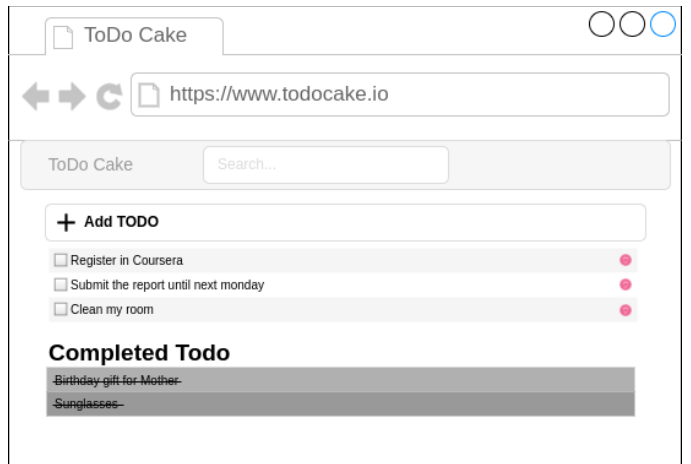 ToDo Cake
https://www.todocake.io
ToDo Cake Search...
Add TODO
Register in Coursera
Submit the report until next monday
Clean my room
Completed Todo
Birthday gift for Mother
Sunglasses